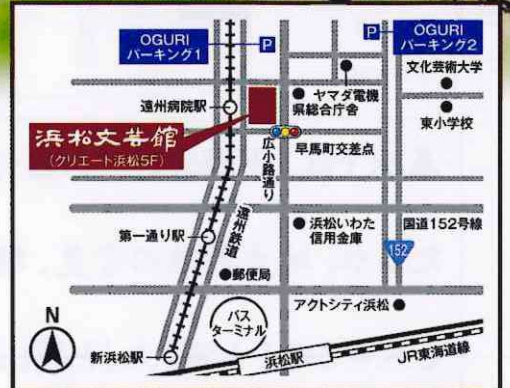 OGURI
パーキング1
P
P
OGURI
パーキング2
文化芸術大学
ヤマダ電機
県総合庁舎
東小学校
遠州病院駅
浜松文芸館
(クリエート浜松5F)
早馬町交差点
広小路通り
遠州鉄道
浜松いわた
信用金庫
国道152号線
152
第一通り駅
郵便局
アクトシティ浜松
バス
ターミナル
N
新浜松駅
浜松駅
JR東海道線